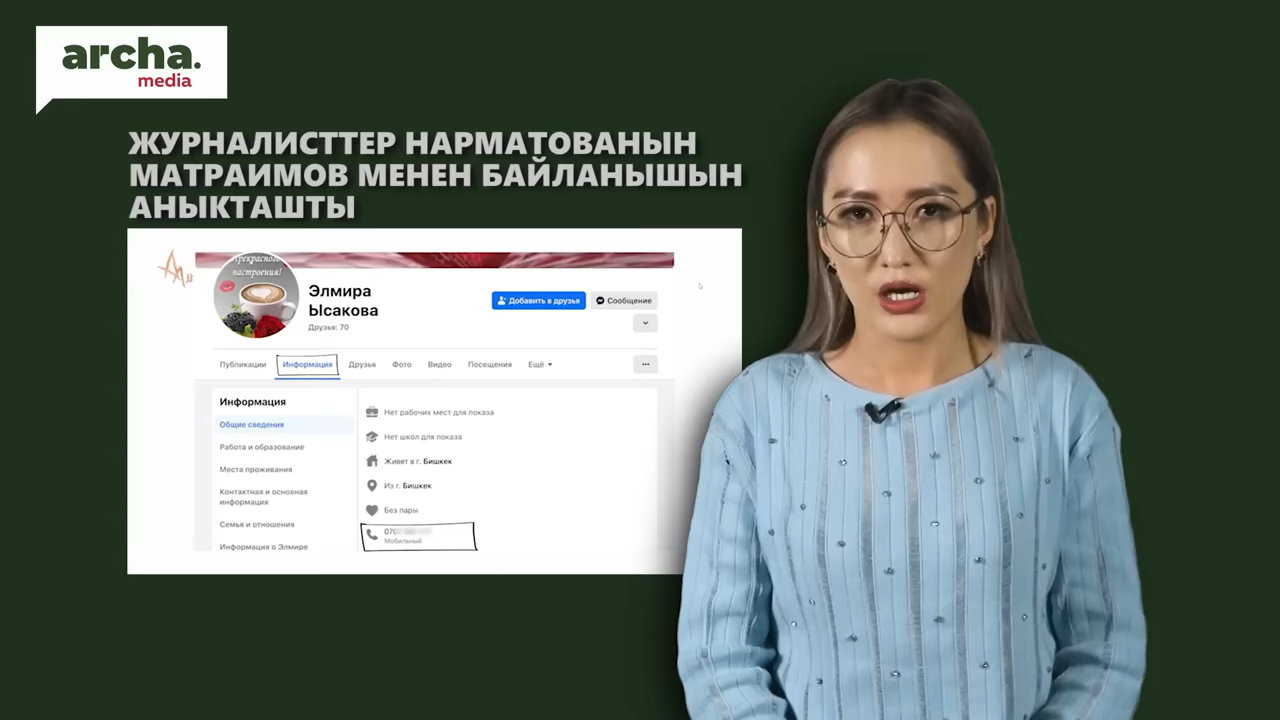 archa.
media
ЖУРНАЛИСТТЕР НАРМАТОВАНЫН
МАТРАИМОВ МЕНЕН БАЙЛАНЫШЫН
АНЫКТАШТЫ
Прекрасного
настроения!
Элмира
Ысакова
Друзья: 70
Добавить в друзья
Сообщение
Публикации Информация Друзья Фото Видео Посещения Ещё
Информация
Общие сведения
Работа и образование
Места проживания
Контактная и основная
информация
Семья и отношения
Информация о Элмире
Нет рабочих мест для показа
Нет школ для показа
Живет в г. Бишкек
Из г. Бишкек
Без пары
070
Мобильный